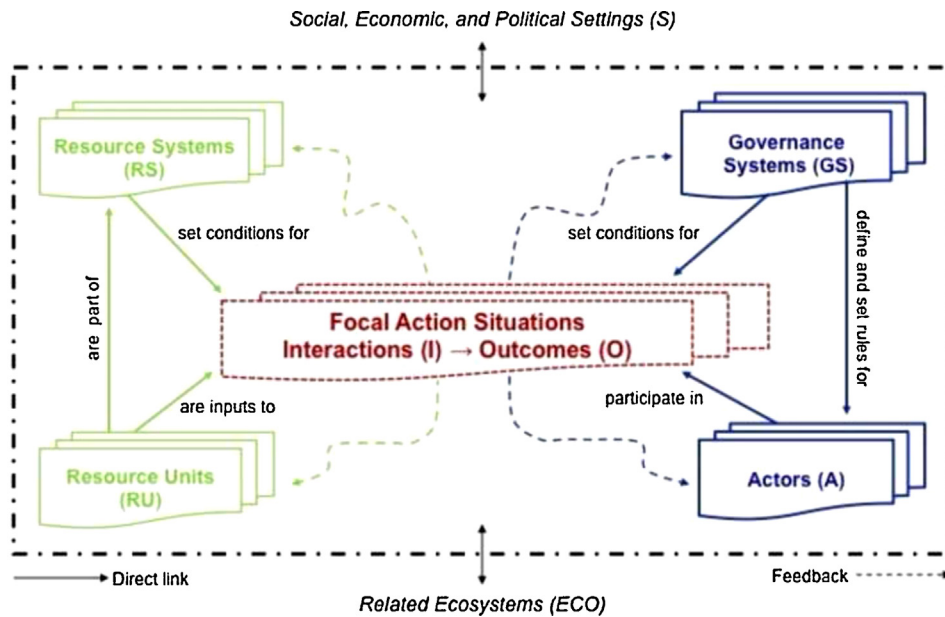 Social, Economic, and Political Settings (S)
Resource Systems
(RS)
Governance
Systems (GS)
set conditions for
set conditions for
are part of
define and set rules for
Focal Action Situations
Interactions (I) → Outcomes (O)
are inputs to
participate in
Resource Units
(RU)
Actors (A)
Direct link
Feedback
Related Ecosystems (ECO)